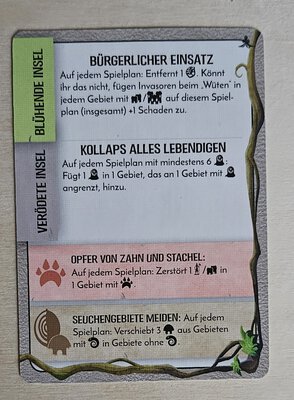 BLÜHENDE INSEL
BÜRGERLICHER EINSATZ
Auf jedem Spielplan: Entfernt 1 . Könnt
ihr das nicht, fügen Invasoren beim „Wüten" in
jedem Gebiet mit / auf diesem Spiel-
plan (insgesamt) +1 Schaden zu.
VERÖDETE INSEL
KOLLAPS ALLES LEBENDIGEN
Auf jedem Spielplan mit mindestens 6 :
Fügt 1 in 1 Gebiet, das an 1 Gebiet mit
angrenzt, hinzu.
OPFER VON ZAHN UND STACHEL:
Auf jedem Spielplan: Zerstört 1 / in
1 Gebiet mit .
SEUCHENGEBIETE MEIDEN: Auf jedem
Spielplan: Verschiebt 3 aus Gebieten
mit in Gebiete ohne .